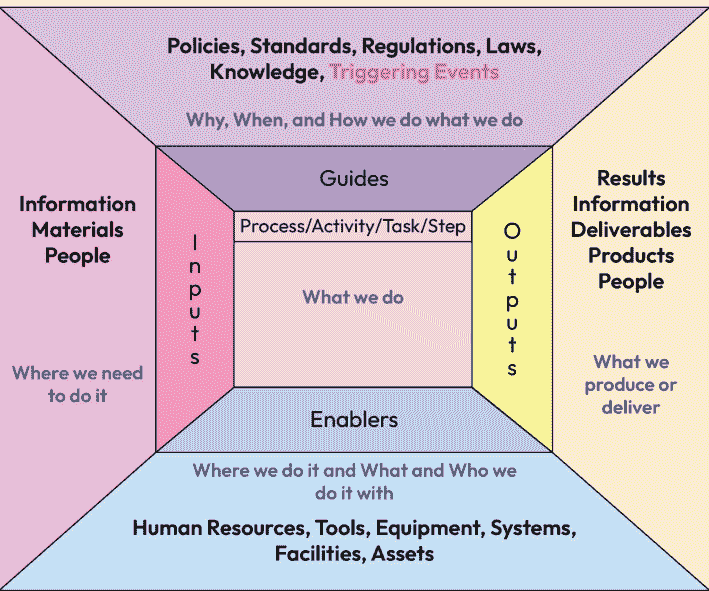 Policies, Standards, Regulations, Laws,
Knowledge, Triggering Events
Why, When, and How we do what we do
Guides
Information
Materials
People
Where we need
to do it
Inputs
Process/Activity/Task/Step
What we do
Outputs
Results
Information
Deliverables
Products
People
What we
produce or
deliver
Enablers
Where we do it and What and Who we
do it with
Human Resources, Tools, Equipment, Systems,
Facilities, Assets